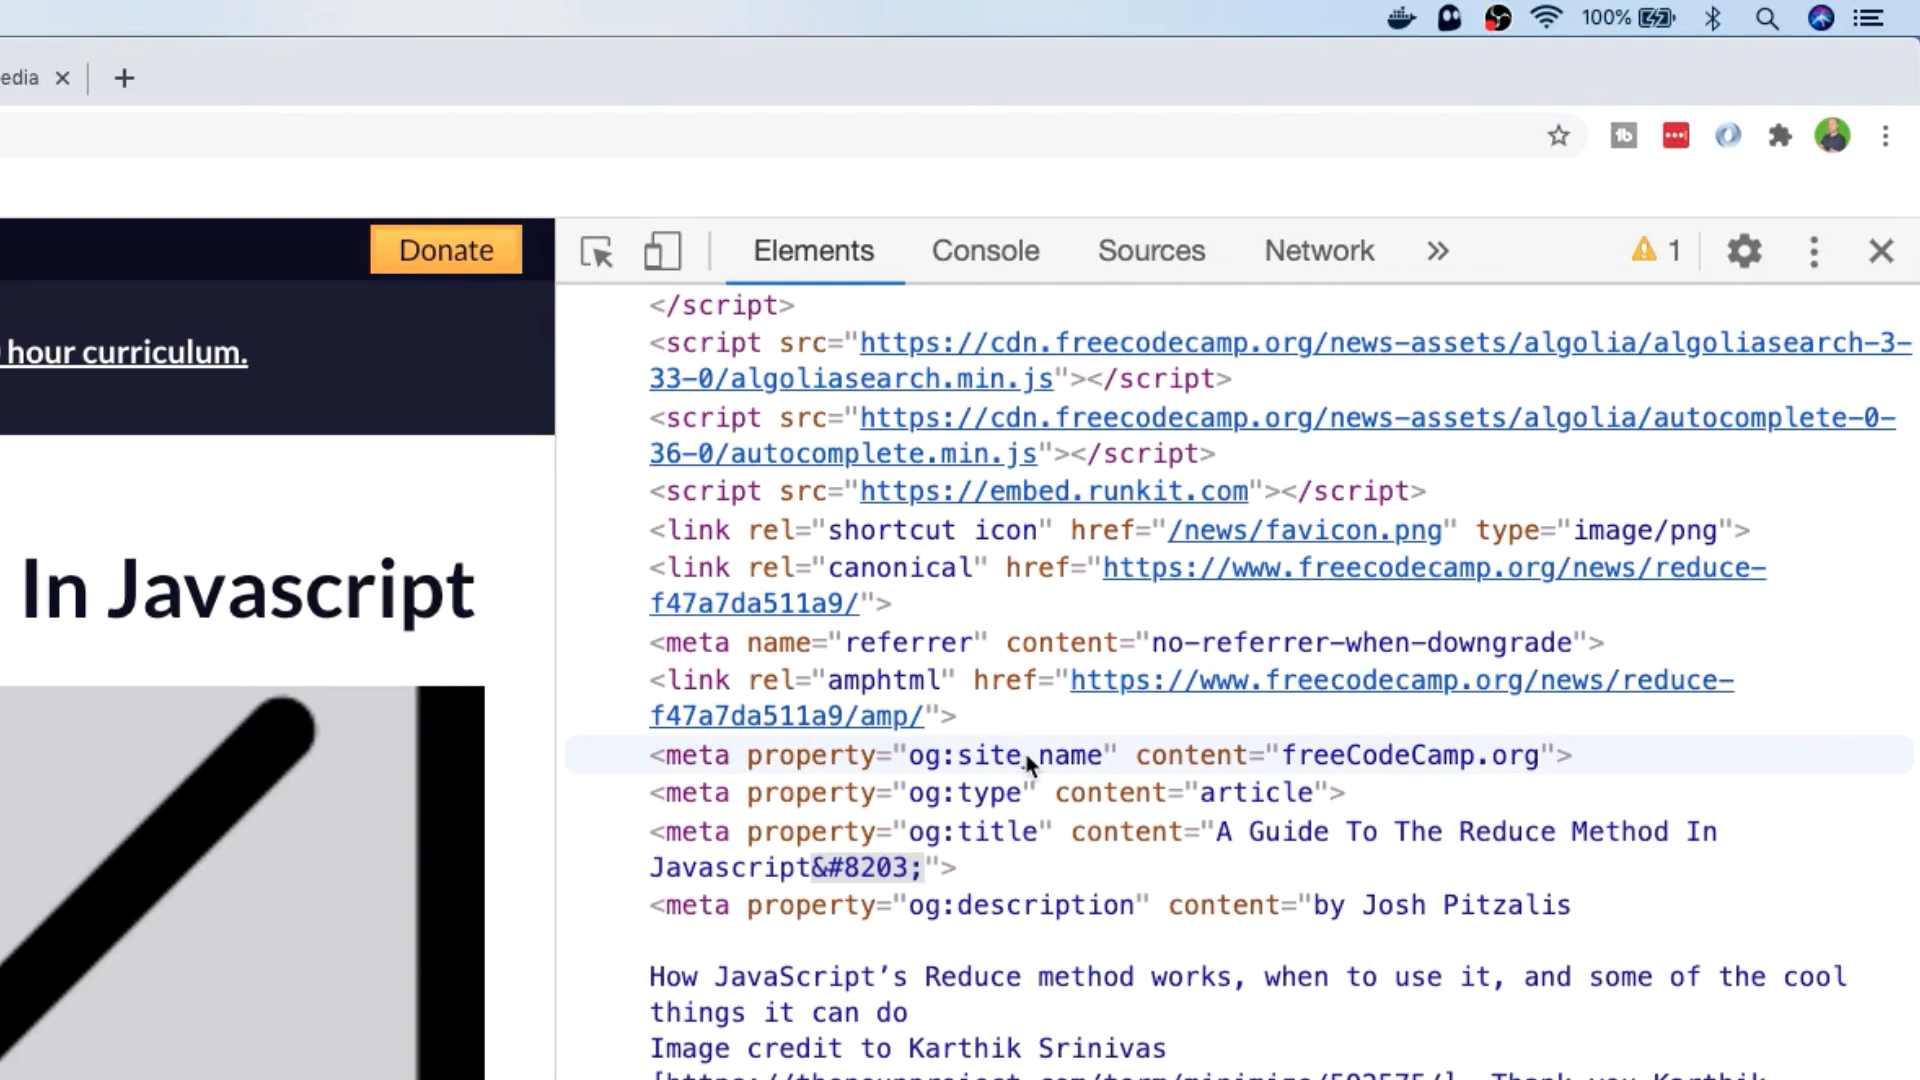 100%
edia
Donate
Elements Console Sources Network » 1
hour curriculum.
In Javascript
</script>
<script src="https://cdn.freecodecamp.org/news-assets/algolia/algoliasearch-3-
33-0/algoliasearch.min.js"></script>
<script src="https://cdn.freecodecamp.org/news-assets/algolia/autocomplete-0-
36-0/autocomplete.min.js"></script>
<script src="https://embed.runkit.com"></script>
<link rel="shortcut icon" href="/news/favicon.png" type="image/png">
<link rel="canonical" href="https://www.freecodecamp.org/news/reduce-
f47a7da511a9/">
<meta name="referrer" content="no-referrer-when-downgrade">
<link rel="amphtml" href="https://www.freecodecamp.org/news/reduce-
f47a7da511a9/amp/">
<meta property="og:site_name" content="freeCodeCamp.org">
<meta property="og:type" content="article">
<meta property="og:title" content="A Guide To The Reduce Method In
Javascript&#8203;">
<meta property="og:description" content="by Josh Pitzalis
How JavaScript’s Reduce method works, when to use it, and some of the cool
things it can do
Image credit to Karthik Srinivas